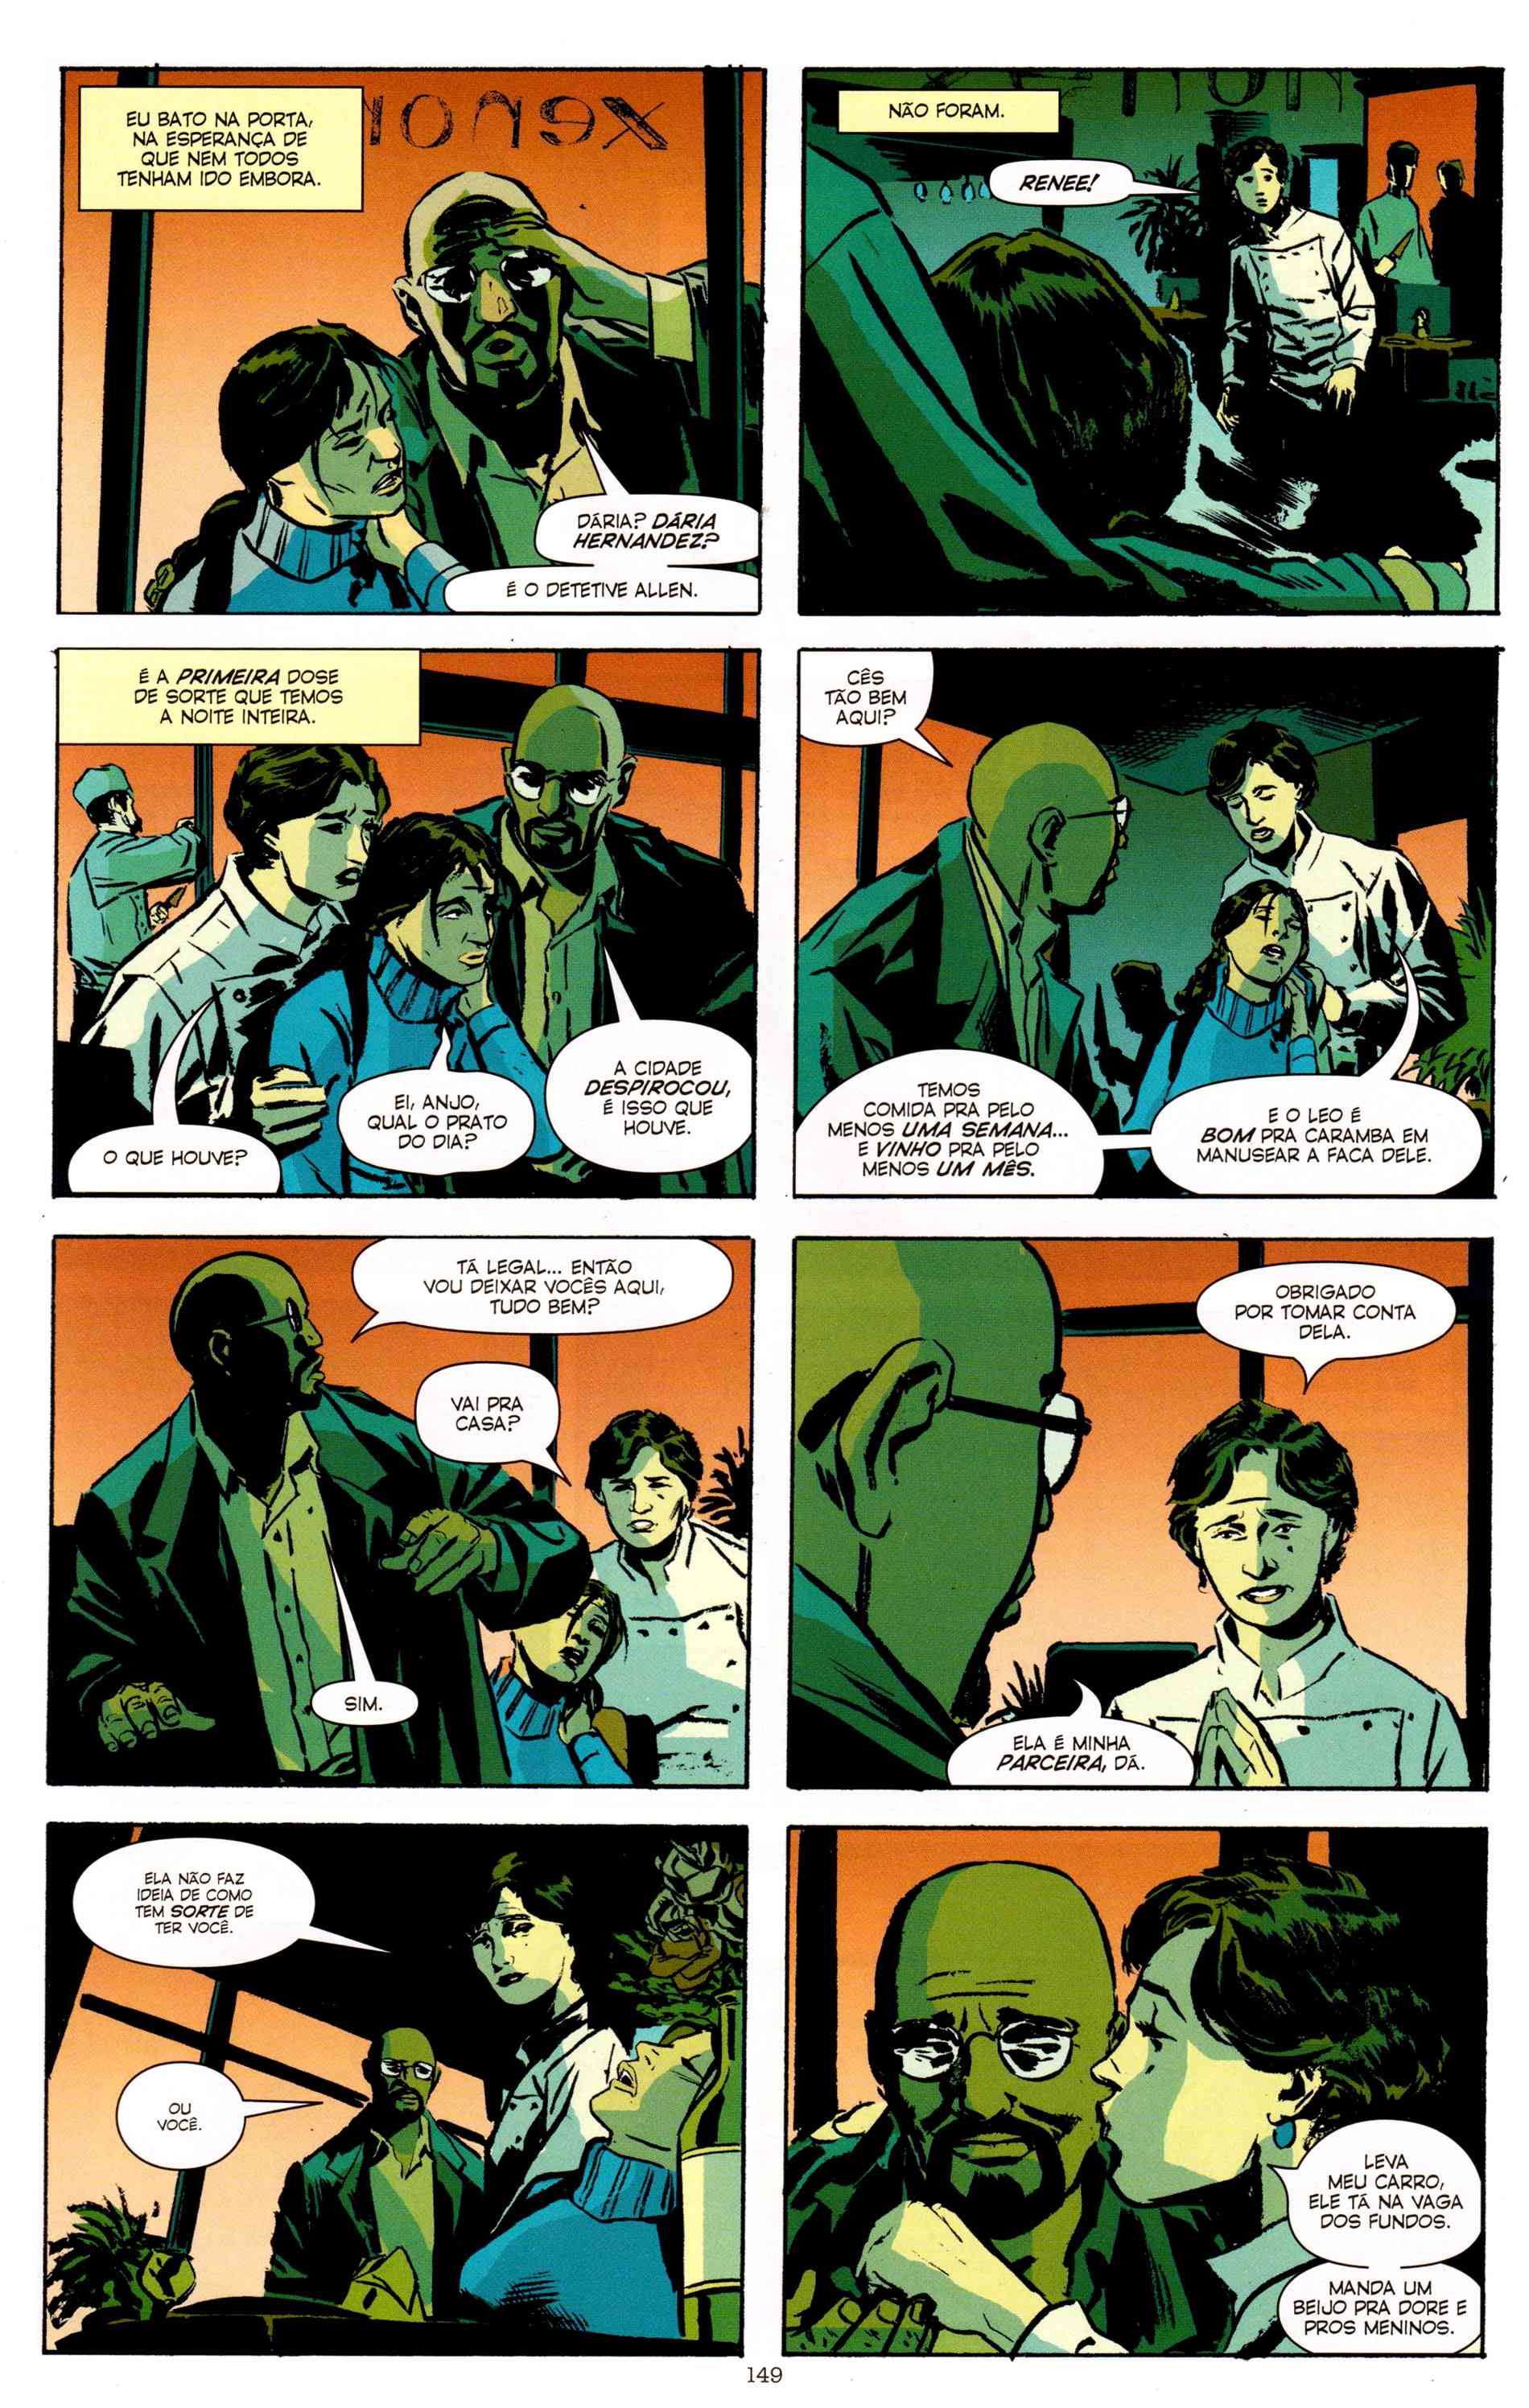 XENON
EU BATO NA PORTA,
NA ESPERANÇA DE
QUE NEM TODOS
TENHAM IDO EMBORA.
DÁRIA? DÁRIA
HERNANDEZ?
É O DETETIVE ALLEN.
NÃO FORAM.
RENEE!
É A PRIMEIRA DOSE
DE SORTE QUE TEMOS
A NOITE INTEIRA.
O QUE HOUVE?
EI, ANJO,
QUAL O PRATO
DO DIA?
A CIDADE
DESPIROCOU,
É ISSO QUE
HOUVE.
CÊS
TÃO BEM
AQUI?
TEMOS
COMIDA PRA PELO
MENOS UMA SEMANA...
E VINHO PRA PELO
MENOS UM MÊS.
E O LEO É
BOM PRA CARAMBA EM
MANUSEAR A FACA DELE.
TÁ LEGAL... ENTÃO
VOU DEIXAR VOCÊS AQUI,
TUDO BEM?
VAI PRA
CASA?
SIM.
OBRIGADO
POR TOMAR CONTA
DELA.
ELA É MINHA
PARCEIRA, DÁ.
ELA NÃO FAZ
IDEIA DE COMO
TEM SORTE DE
TER VOCÊ.
OU
VOCÊ.
LEVA
MEU CARRO,
ELE TÁ NA VAGA
DOS FUNDOS.
MANDA UM
BEIJO PRA DORE E
PROS MENINOS.
149